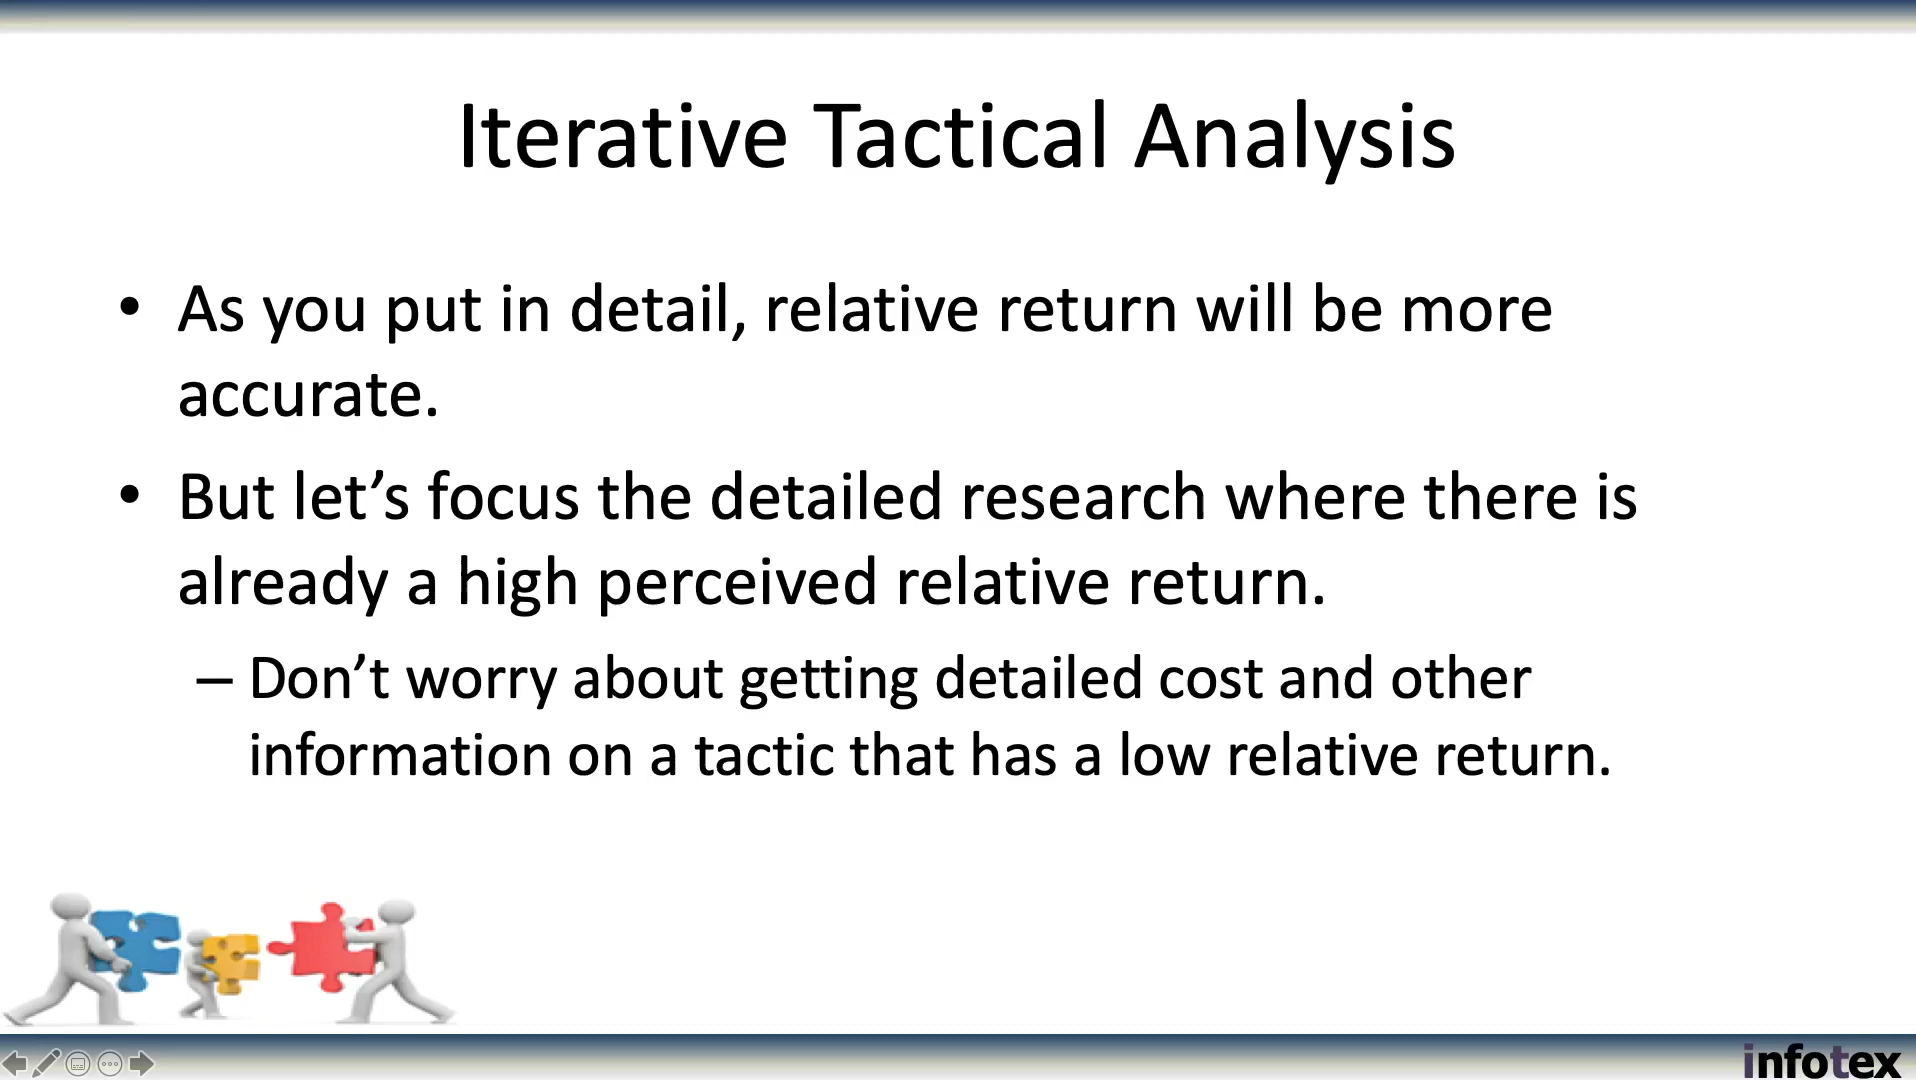 Iterative Tactical Analysis
• As you put in detail, relative return will be more
accurate.
• But let’s focus the detailed research where there is
already a high perceived relative return.
– Don’t worry about getting detailed cost and other
information on a tactic that has a low relative return.
infotex